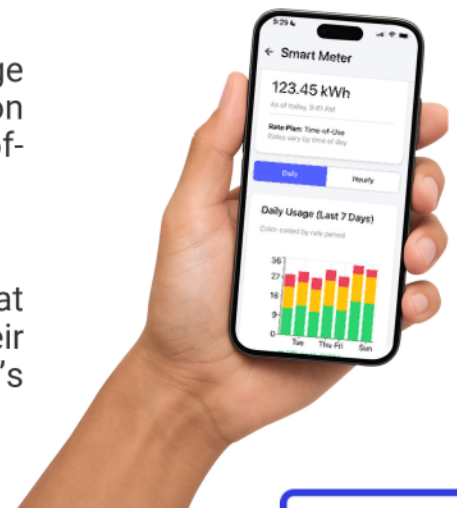 ge
on
of-
at
eir
's
9:29
← Smart Meter
123.45 kWh
As of today, 9:41 AM
Rate Plan: Time-of-Use
Rates vary by time of day
Daily Hourly
Daily Usage (Last 7 Days)
Color-coded by rate period
36
27
18
9
0
Tue Thu Fri Sun